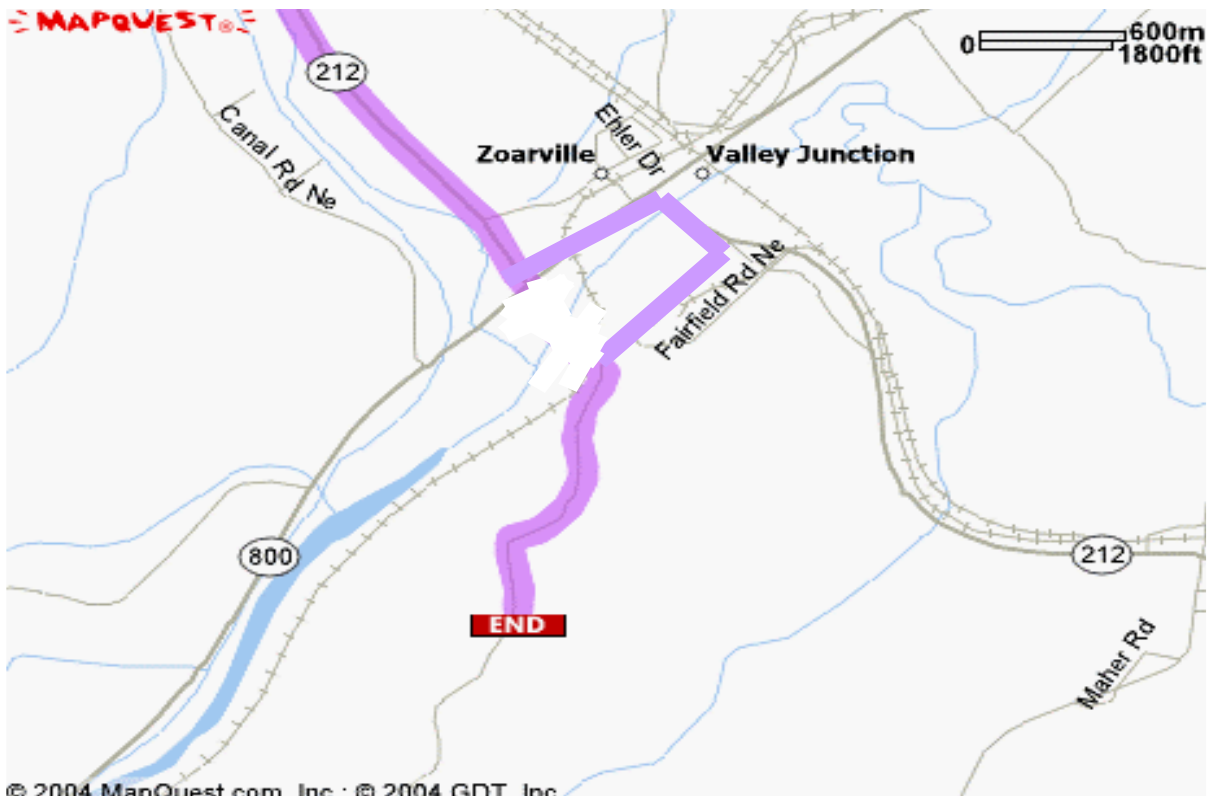 MAPQUEST®
600m
0
1800ft
212
Canal Rd Ne
Ehler Dr
Zoarville
Valley Junction
Fairfield Rd Ne
800
212
END
Maher Rd
© 2004 MapQuest.com, Inc.; © 2004 GDT, Inc.